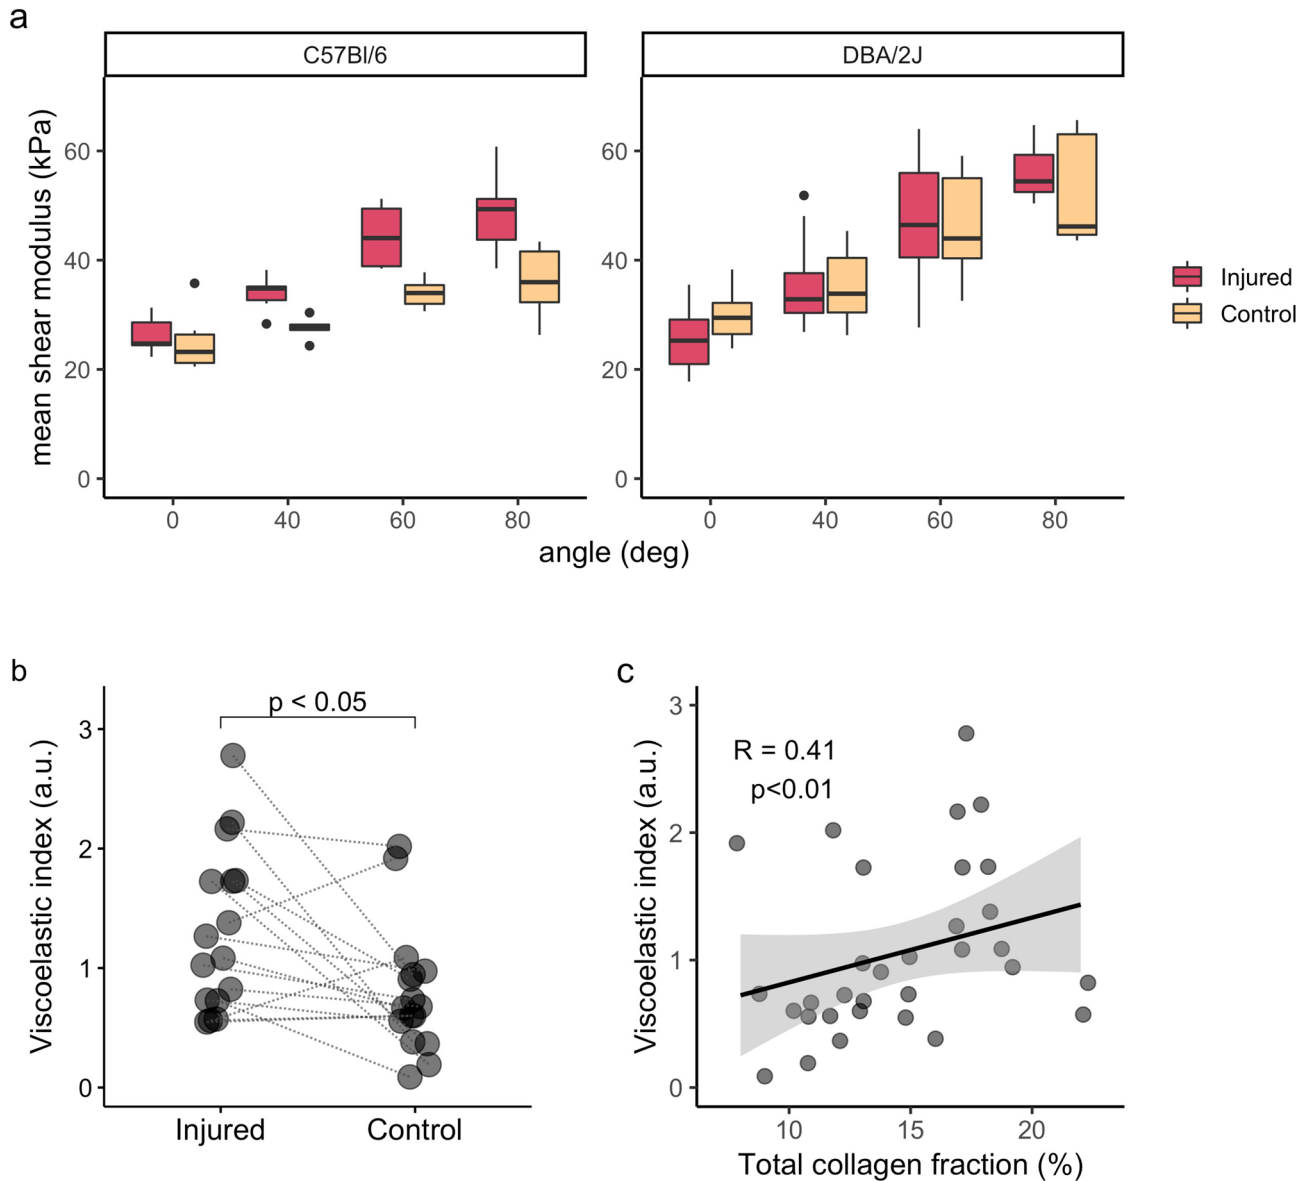 a
C57Bl/6
DBA/2J
mean shear modulus (kPa)
60
40
20
0
60
40
20
0
0
40
60
80
0
40
60
80
angle (deg)
Injured
Control
b
p < 0.05
Viscoelastic index (a.u.)
3
2
1
0
Injured
Control
c
R = 0.41
p<0.01
Viscoelastic index (a.u.)
3
2
1
0
10
15
20
Total collagen fraction (%)